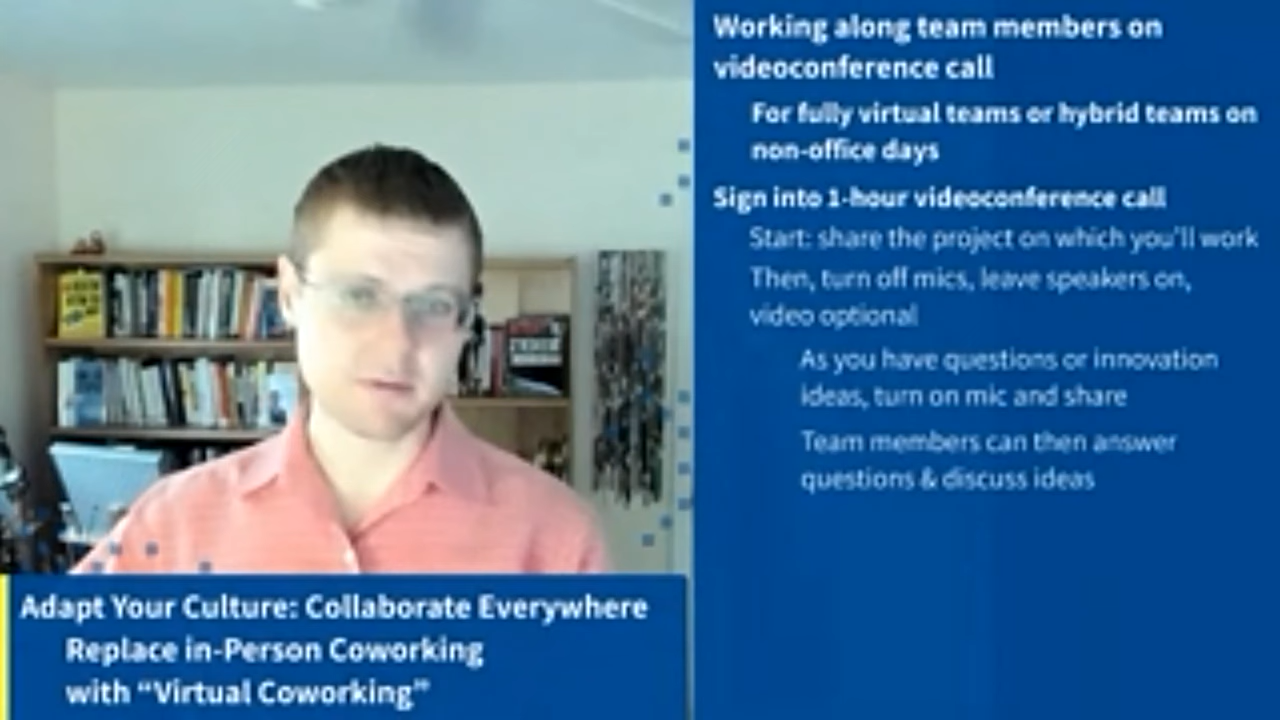 Working along team members on
videoconference call
For fully virtual teams or hybrid teams on
non-office days
Sign into 1-hour videoconference call
Start: share the project on which you'll work
Then, turn off mics, leave speakers on,
video optional
As you have questions or innovation
ideas, turn on mic and share
Team members can then answer
questions & discuss ideas
Adapt Your Culture: Collaborate Everywhere
Replace in-Person Coworking
with “Virtual Coworking”